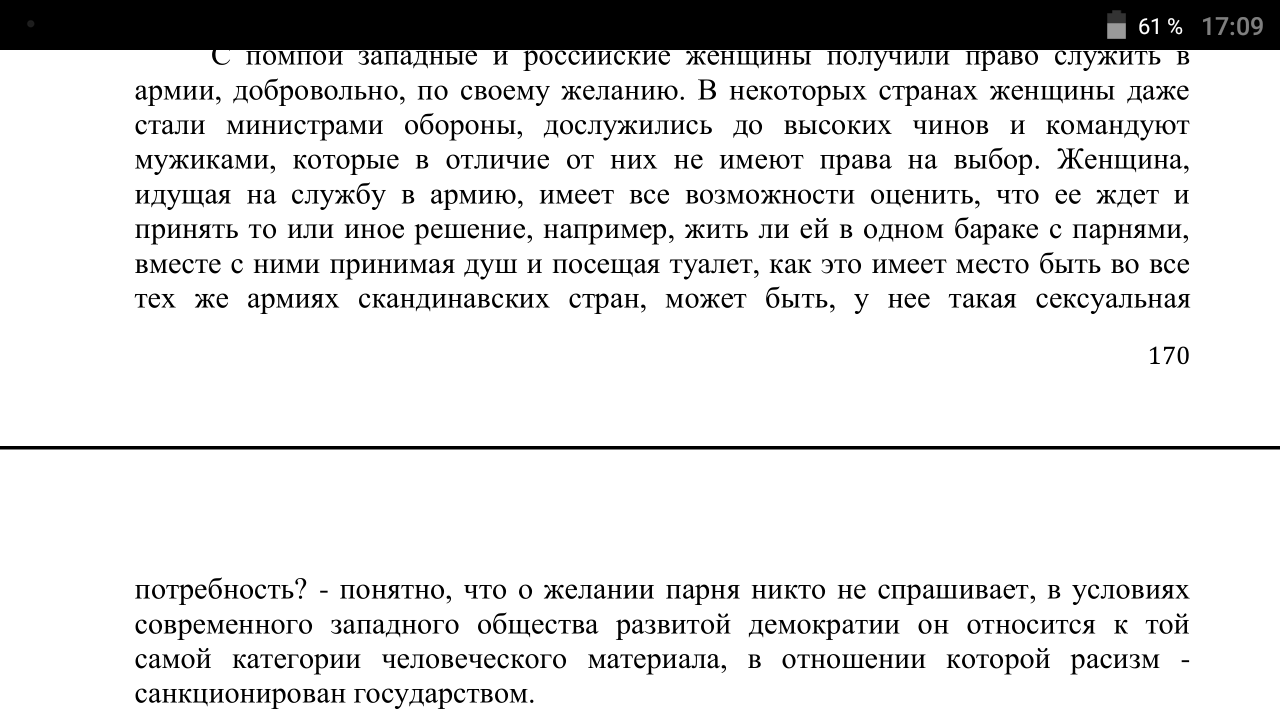 61 % 17:09
С помпой западные и российские женщины получили право служить в
армии, добровольно, по своему желанию. В некоторых странах женщины даже
стали министрами обороны, дослужились до высоких чинов и командуют
мужиками, которые в отличие от них не имеют права на выбор. Женщина,
идущая на службу в армию, имеет все возможности оценить, что ее ждет и
принять то или иное решение, например, жить ли ей в одном бараке с парнями,
вместе с ними принимая душ и посещая туалет, как это имеет место быть во все
тех же армиях скандинавских стран, может быть, у нее такая сексуальная
170
потребность? - понятно, что о желании парня никто не спрашивает, в условиях
современного западного общества развитой демократии он относится к той
самой категории человеческого материала, в отношении которой расизм -
санкционирован государством.